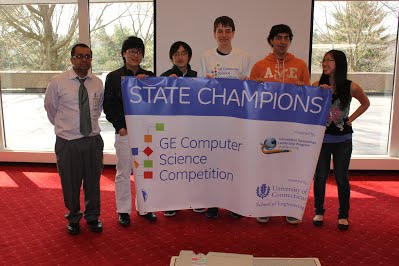 STATE CHAMPIONS
GE Computer
Science
Competition
University of
Connecticut
School of Engineering